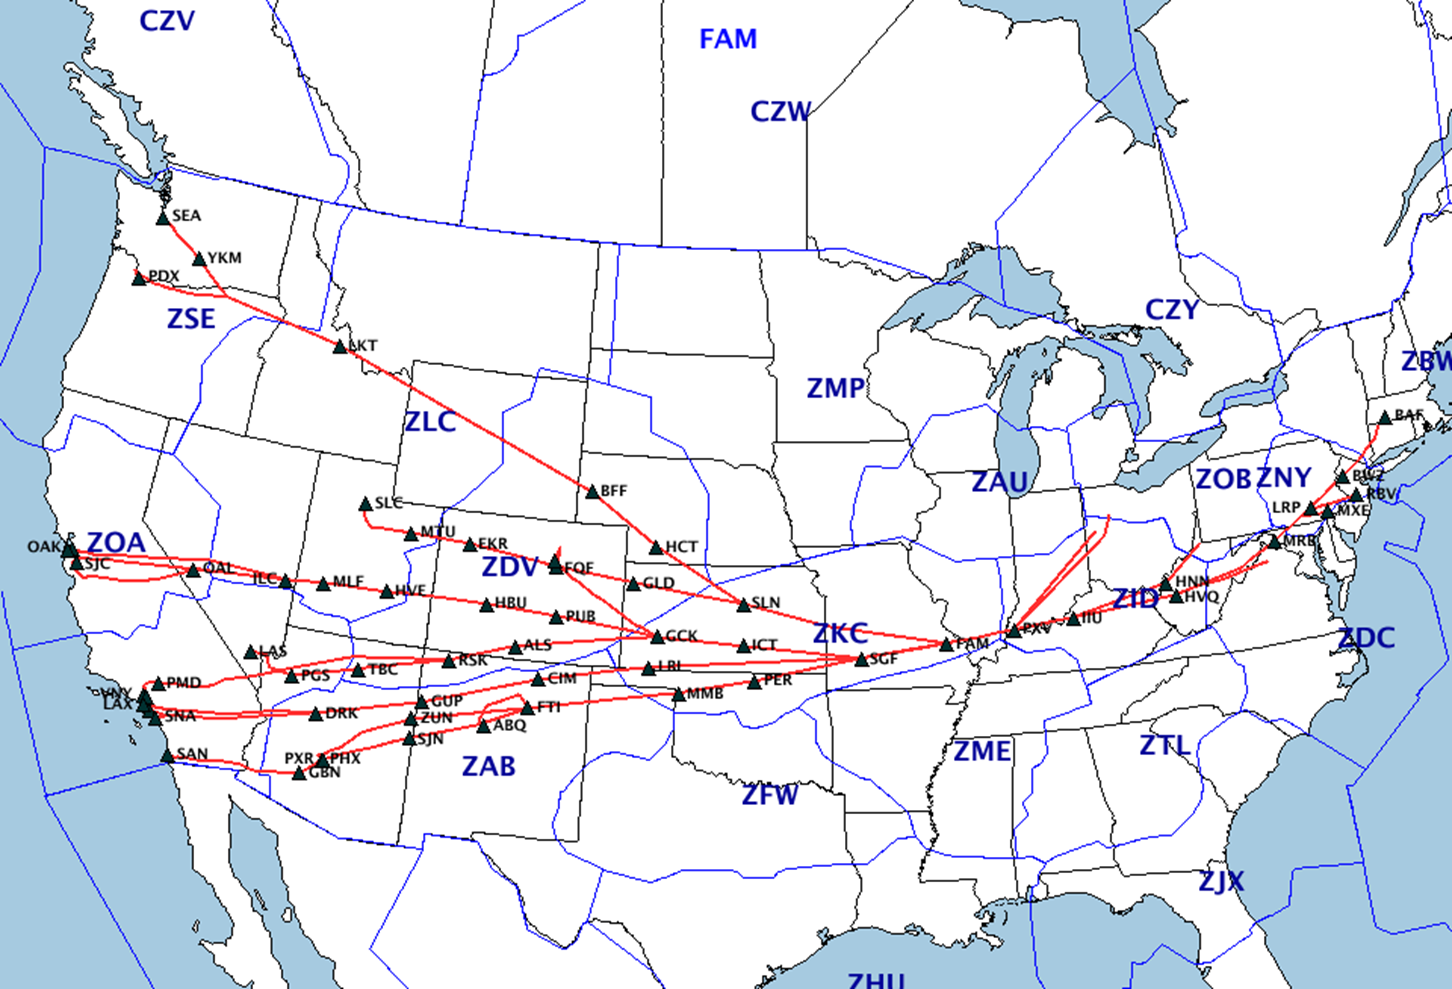 CZV
FAM
CZW
SEA
YKM
PDX
CZY
ZSE
LKT
ZBW
ZMP
BAF
ZLC
ZAU
ZOB
ZNY
BWZ
BFF
RBV
SLC
LRP
MXE
MTU
OAK
ZOA
EKR
HCT
MRB
SJC
OAL
ZDV
FQF
ILC
MLF
GLD
HNN
HVE
HVQ
HBU
SLN
ZID
PUB
IIU
PXV
ZKC
GCK
ZDC
ICT
FAM
LAS
ALS
RSK
SGF
PGS
TBC
LBL
PMD
CIM
PER
VNY
MMB
LAX
GUP
SNA
DRK
FTI
ZUN
ABQ
SJN
ZTL
SAN
ZME
PXR
PHX
GBN
ZAB
ZFW
ZJX
ZHU